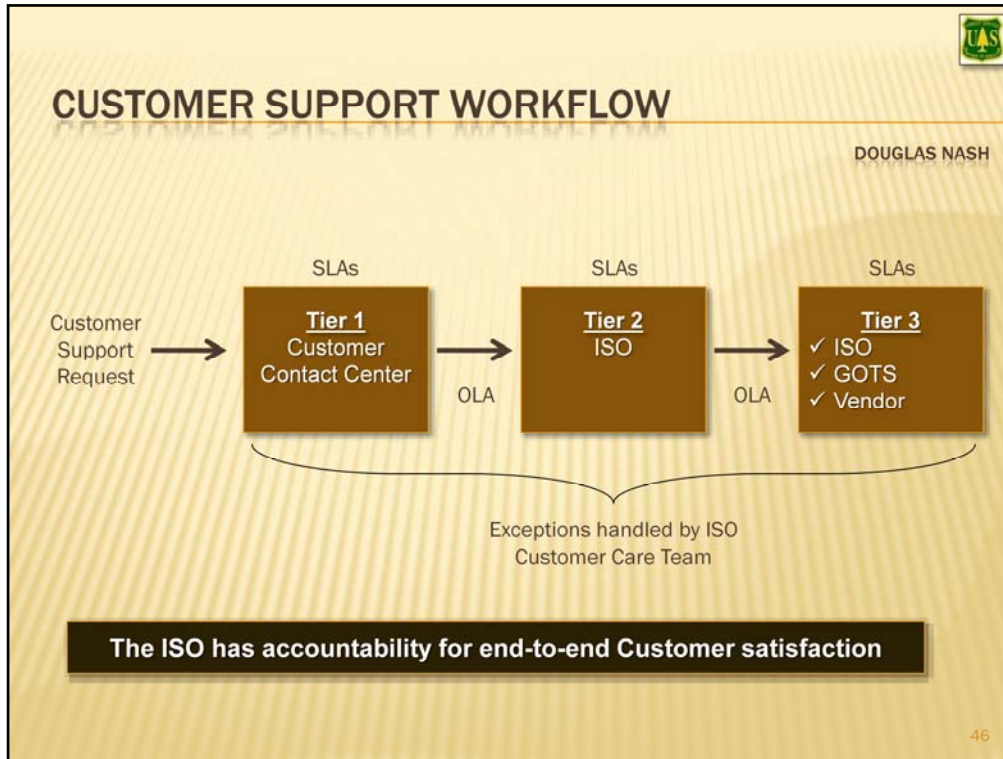 UAS
CUSTOMER SUPPORT WORKFLOW
DOUGLAS NASH
Customer
Support
Request
SLAs
Tier 1
Customer
Contact Center
OLA
SLAs
Tier 2
ISO
OLA
SLAs
Tier 3
✓ ISO
✓ GOTS
✓ Vendor
Exceptions handled by ISO
Customer Care Team
The ISO has accountability for end-to-end Customer satisfaction
46